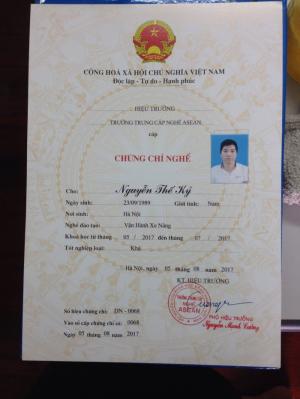 CỘNG HOÀ XÃ HỘI CHỦ NGHĨA VIỆT NAM
Độc lập - Tự do - Hạnh phúc
HIỆU TRƯỞNG
TRƯỜNG TRUNG CẤP NGHỀ ASEAN
cấp
CHỨNG CHỈ NGHỀ
Cho: Nguyễn Thế Kỷ
Ngày sinh: 23/09/1989 Giới tính: Nam
Nơi sinh: Hà Nội
Nghề đào tạo: Vận Hành Xe Nâng
Khoá học từ tháng 05 / 2017 đến tháng 07 / 2017
Tốt nghiệp loại: Khá
Hà Nội, ngày 05 tháng 08 năm 2017
KT. HIỆU TRƯỞNG
ASEAN
PHÓ HIỆU TRƯỞNG
Nguyễn Mạnh Cường
Số hiệu chứng chỉ: DN - 0068
Vào sổ cấp chứng chỉ số: 0068
Ngày 05 tháng 08 năm 2017